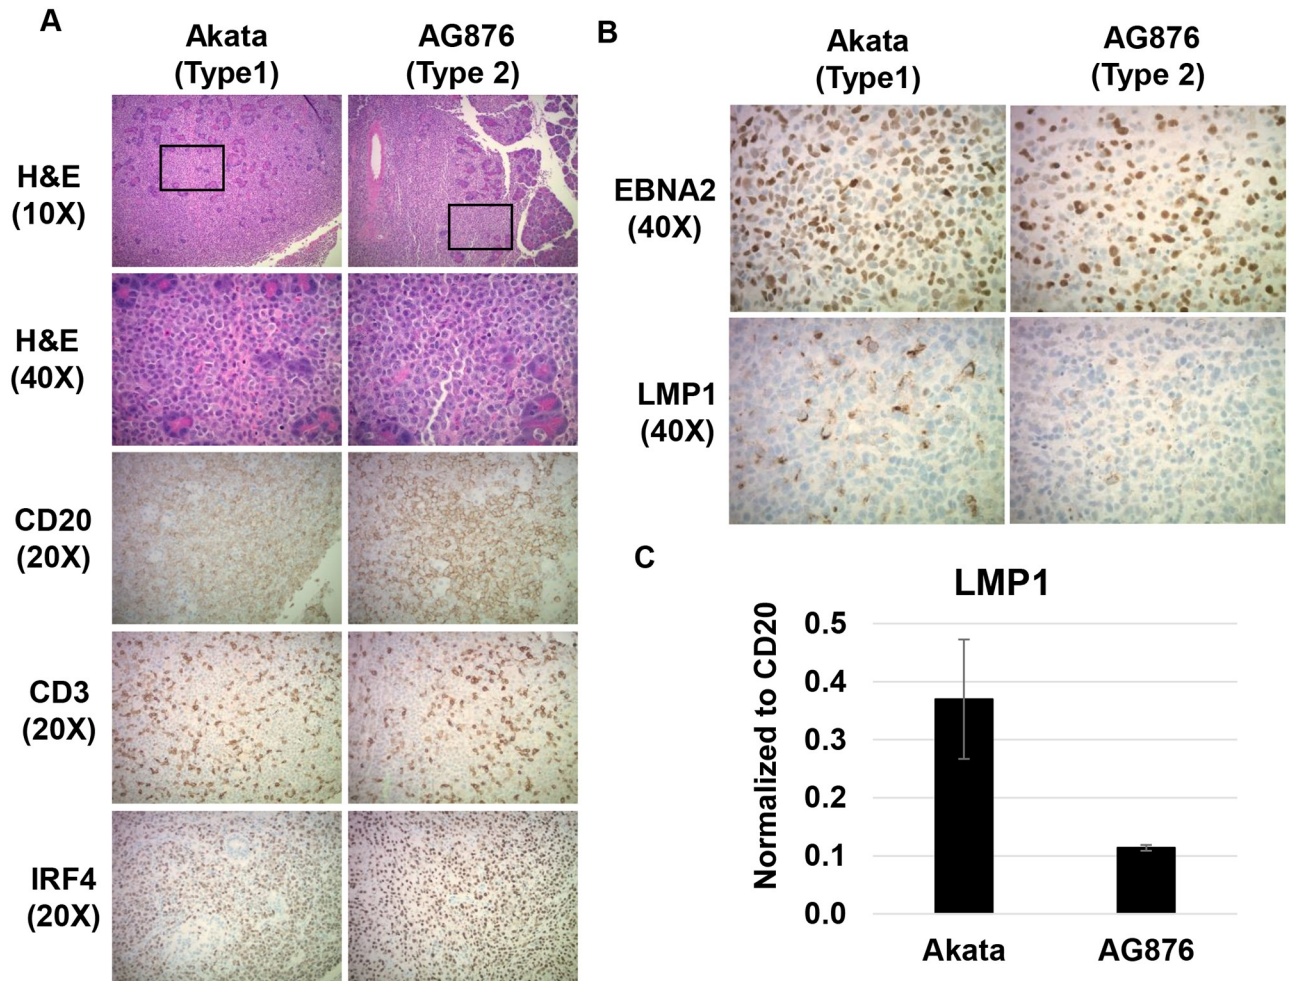 A
Akata
(Type1)
AG876
(Type 2)
H&E
(10X)
H&E
(40X)
CD20
(20X)
CD3
(20X)
IRF4
(20X)
B
Akata
(Type1)
AG876
(Type 2)
EBNA2
(40X)
LMP1
(40X)
C
LMP1
Normalized to CD20
0.5
0.4
0.3
0.2
0.1
0.0
Akata
AG876